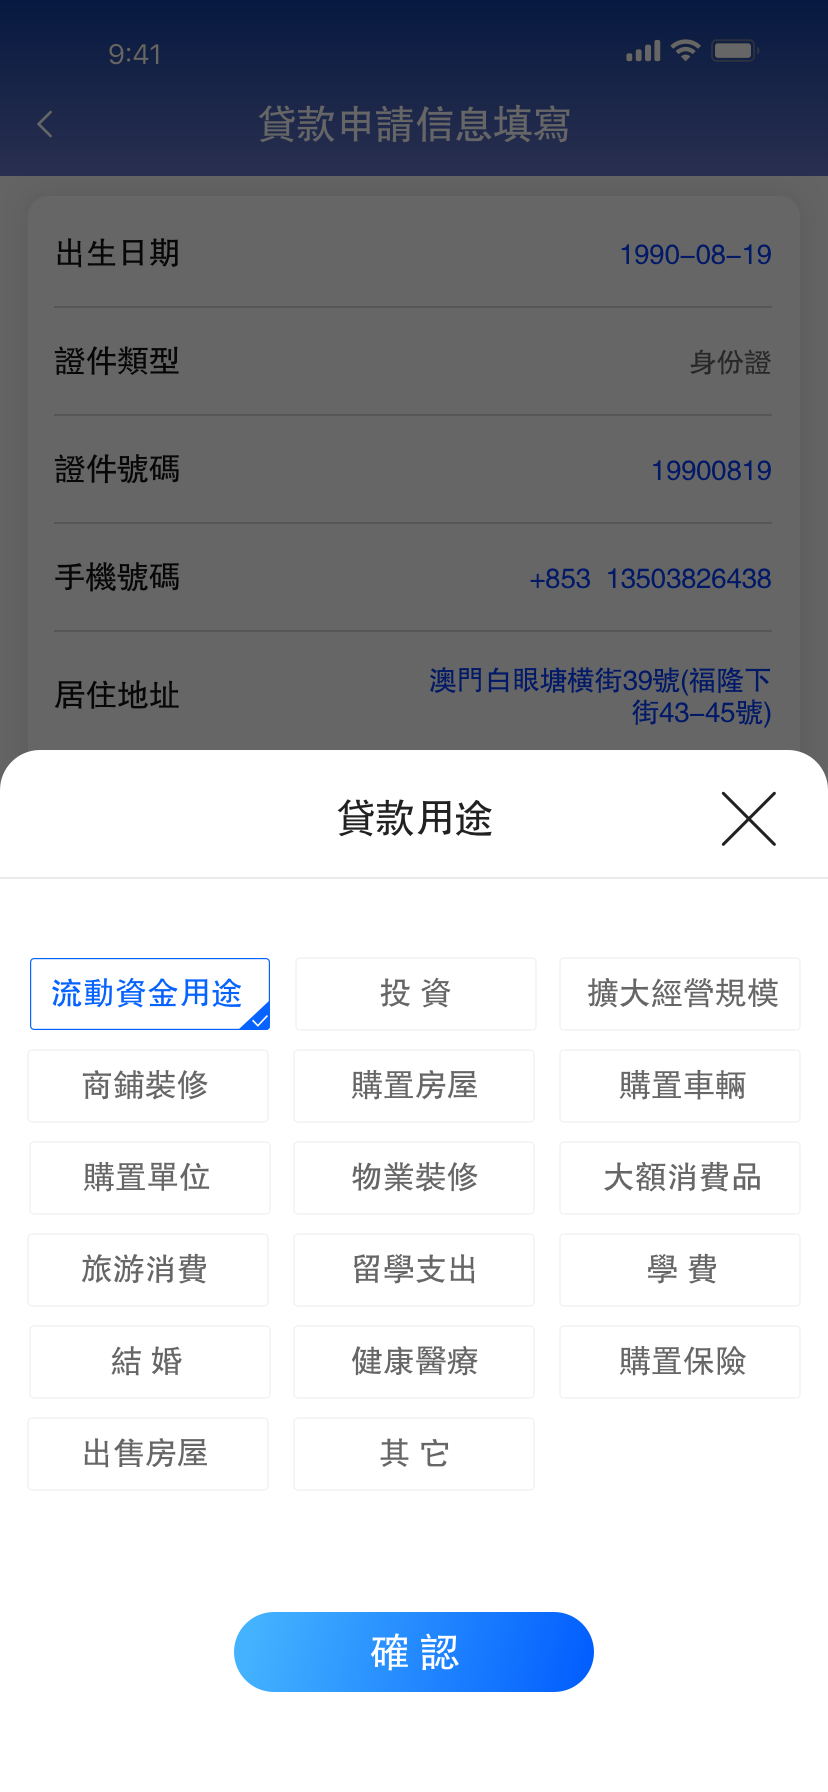 9:41
貸款申請信息填寫
出生日期 1990-08-19
證件類型 身份證
證件號碼 19900819
手機號碼 +853 13503826438
居住地址 澳門白眼塘橫街39號(福隆下
街43-45號)
貸款用途
流動資金用途 投 資 擴大經營規模
商鋪裝修 購置房屋 購置車輛
購置單位 物業裝修 大額消費品
旅游消費 留學支出 學 費
結 婚 健康醫療 購置保險
出售房屋 其 它
確 認